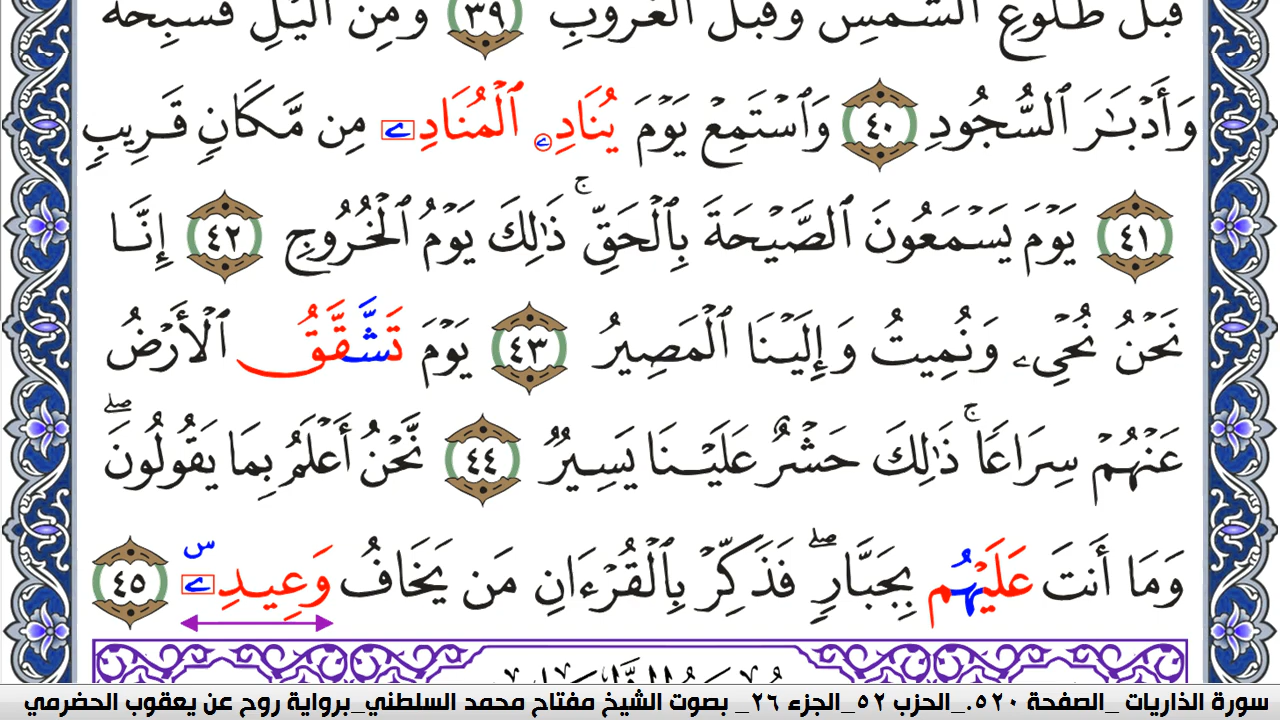 قَبْلَ طُلُوعِ ٱلشَّمْسِ وَقَبْلَ ٱلْغُرُوبِ ٣٩ وَمِنَ ٱلَّيْلِ فَسَبِّحْهُ
وَأَدْبَٰرَ ٱلسُّجُودِ ٤٠ وَٱسْتَمِعْ يَوْمَ يُنَادِے ٱلْمُنَادِے مِن مَّكَانٍ قَرِيبٍ
٤١ يَوْمَ يَسْمَعُونَ ٱلصَّيْحَةَ بِٱلْحَقِّ ۚ ذَٰلِكَ يَوْمُ ٱلْخُرُوجِ ٤٢ إِنَّا
نَحْنُ نُحْيِۦ وَنُمِيتُ وَإِلَيْنَا ٱلْمَصِيرُ ٤٣ يَوْمَ تَشَّقَّقُ ٱلْأَرْضُ
عَنْهُمْ سِرَاعًا ۚ ذَٰلِكَ حَشْرٌ عَلَيْنَا يَسِيرٌ ٤٤ نَّحْنُ أَعْلَمُ بِمَا يَقُولُونَ ۖ
وَمَا أَنتَ عَلَيْهُم بِجَبَّارٍ ۖ فَذَكِّرْ بِٱلْقُرْءَانِ مَن يَخَافُ وَعِيدِے س ٤٥
سورة الذاريات _الصفحة ٥٢٠._الحزب ٥٢_الجزء ٢٦_ بصوت الشيخ مفتاح محمد السلطني_برواية روح عن يعقوب الحضرمي